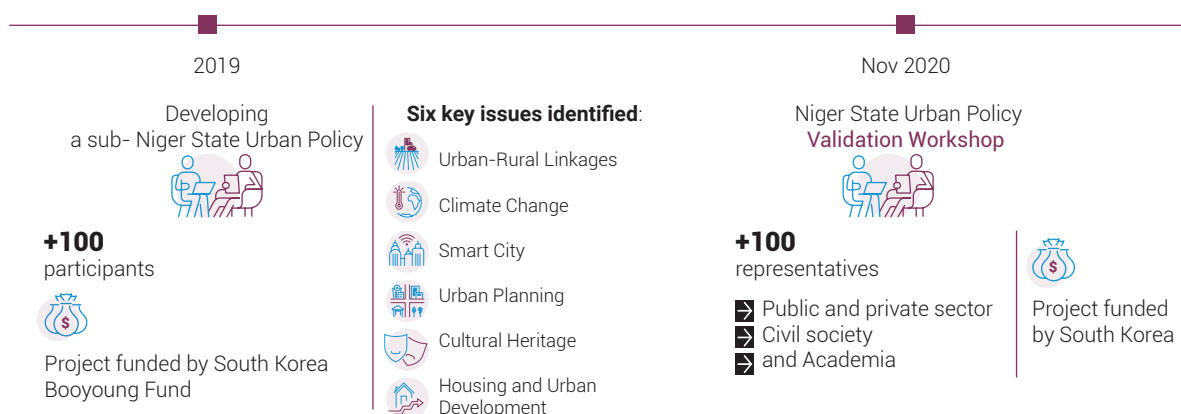 2019
Developing
a sub- Niger State Urban Policy
+100
participants
$
Project funded by South Korea
Booyoung Fund
Six key issues identified:
Urban-Rural Linkages
Climate Change
Smart City
Urban Planning
Cultural Heritage
Housing and Urban
Development
Nov 2020
Niger State Urban Policy
Validation Workshop
+100
representatives
Public and private sector
Civil society
and Academia
$
Project funded
by South Korea